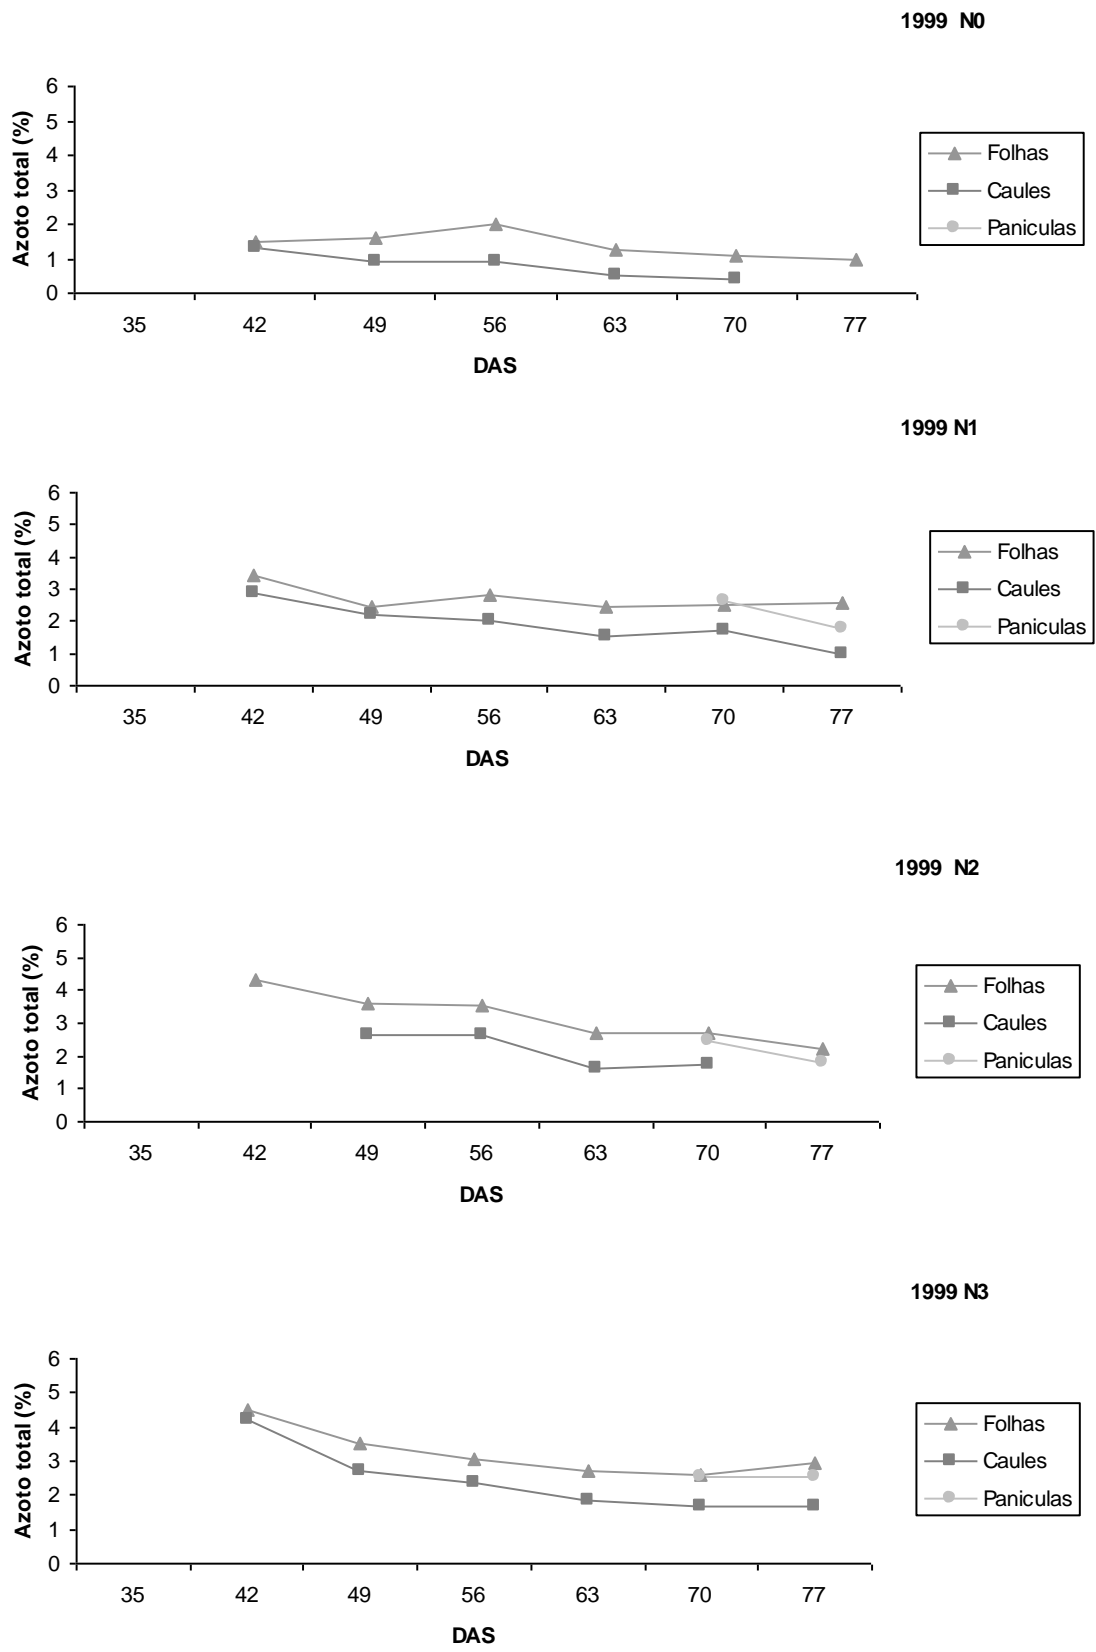 1999 N0
Azoto total (%)
6
5
4
3
2
1
0
35 42 49 56 63 70 77
DAS
Folhas
Caules
Paniculas
1999 N1
Azoto total (%)
6
5
4
3
2
1
0
35 42 49 56 63 70 77
DAS
Folhas
Caules
Paniculas
1999 N2
Azoto total (%)
6
5
4
3
2
1
0
35 42 49 56 63 70 77
DAS
Folhas
Caules
Paniculas
1999 N3
Azoto total (%)
6
5
4
3
2
1
0
35 42 49 56 63 70 77
DAS
Folhas
Caules
Paniculas